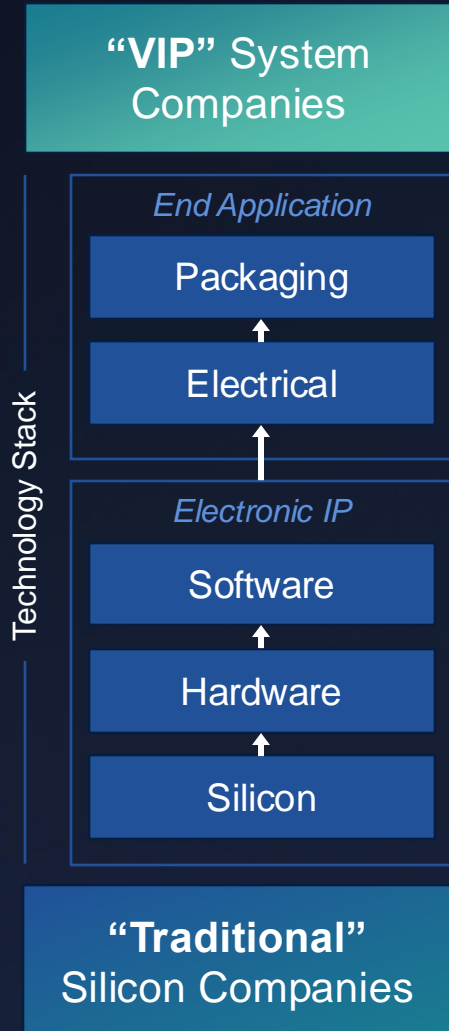 “VIP” System
Companies
Technology Stack
End Application
Packaging
Electrical
Electronic IP
Software
Hardware
Silicon
“Traditional”
Silicon Companies